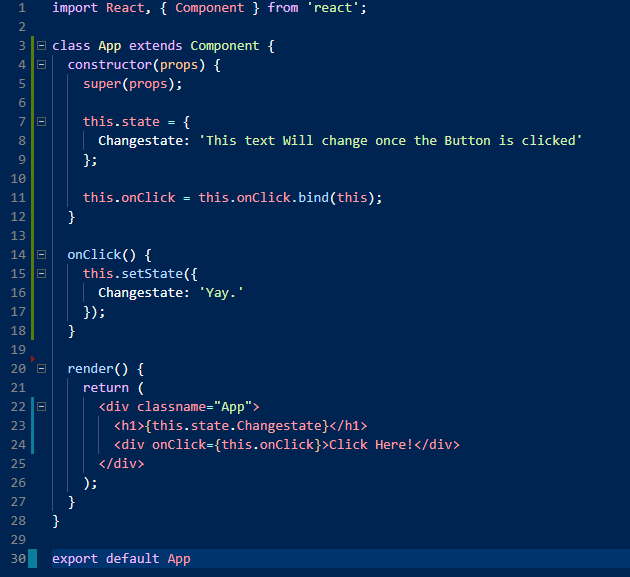 1 import React, { Component } from 'react';
2
3 class App extends Component {
4 constructor(props) {
5 super(props);
6
7 this.state = {
8 Changestate: 'This text Will change once the Button is clicked'
9 };
10
11 this.onClick = this.onClick.bind(this);
12 }
13
14 onClick() {
15 this.setState({
16 Changestate: 'Yay.'
17 });
18 }
19
20 render() {
21 return (
22 <div classname="App">
23 <h1>{this.state.Changestate}</h1>
24 <div onClick={this.onClick}>Click Here!</div>
25 </div>
26 );
27 }
28 }
29
30 export default App